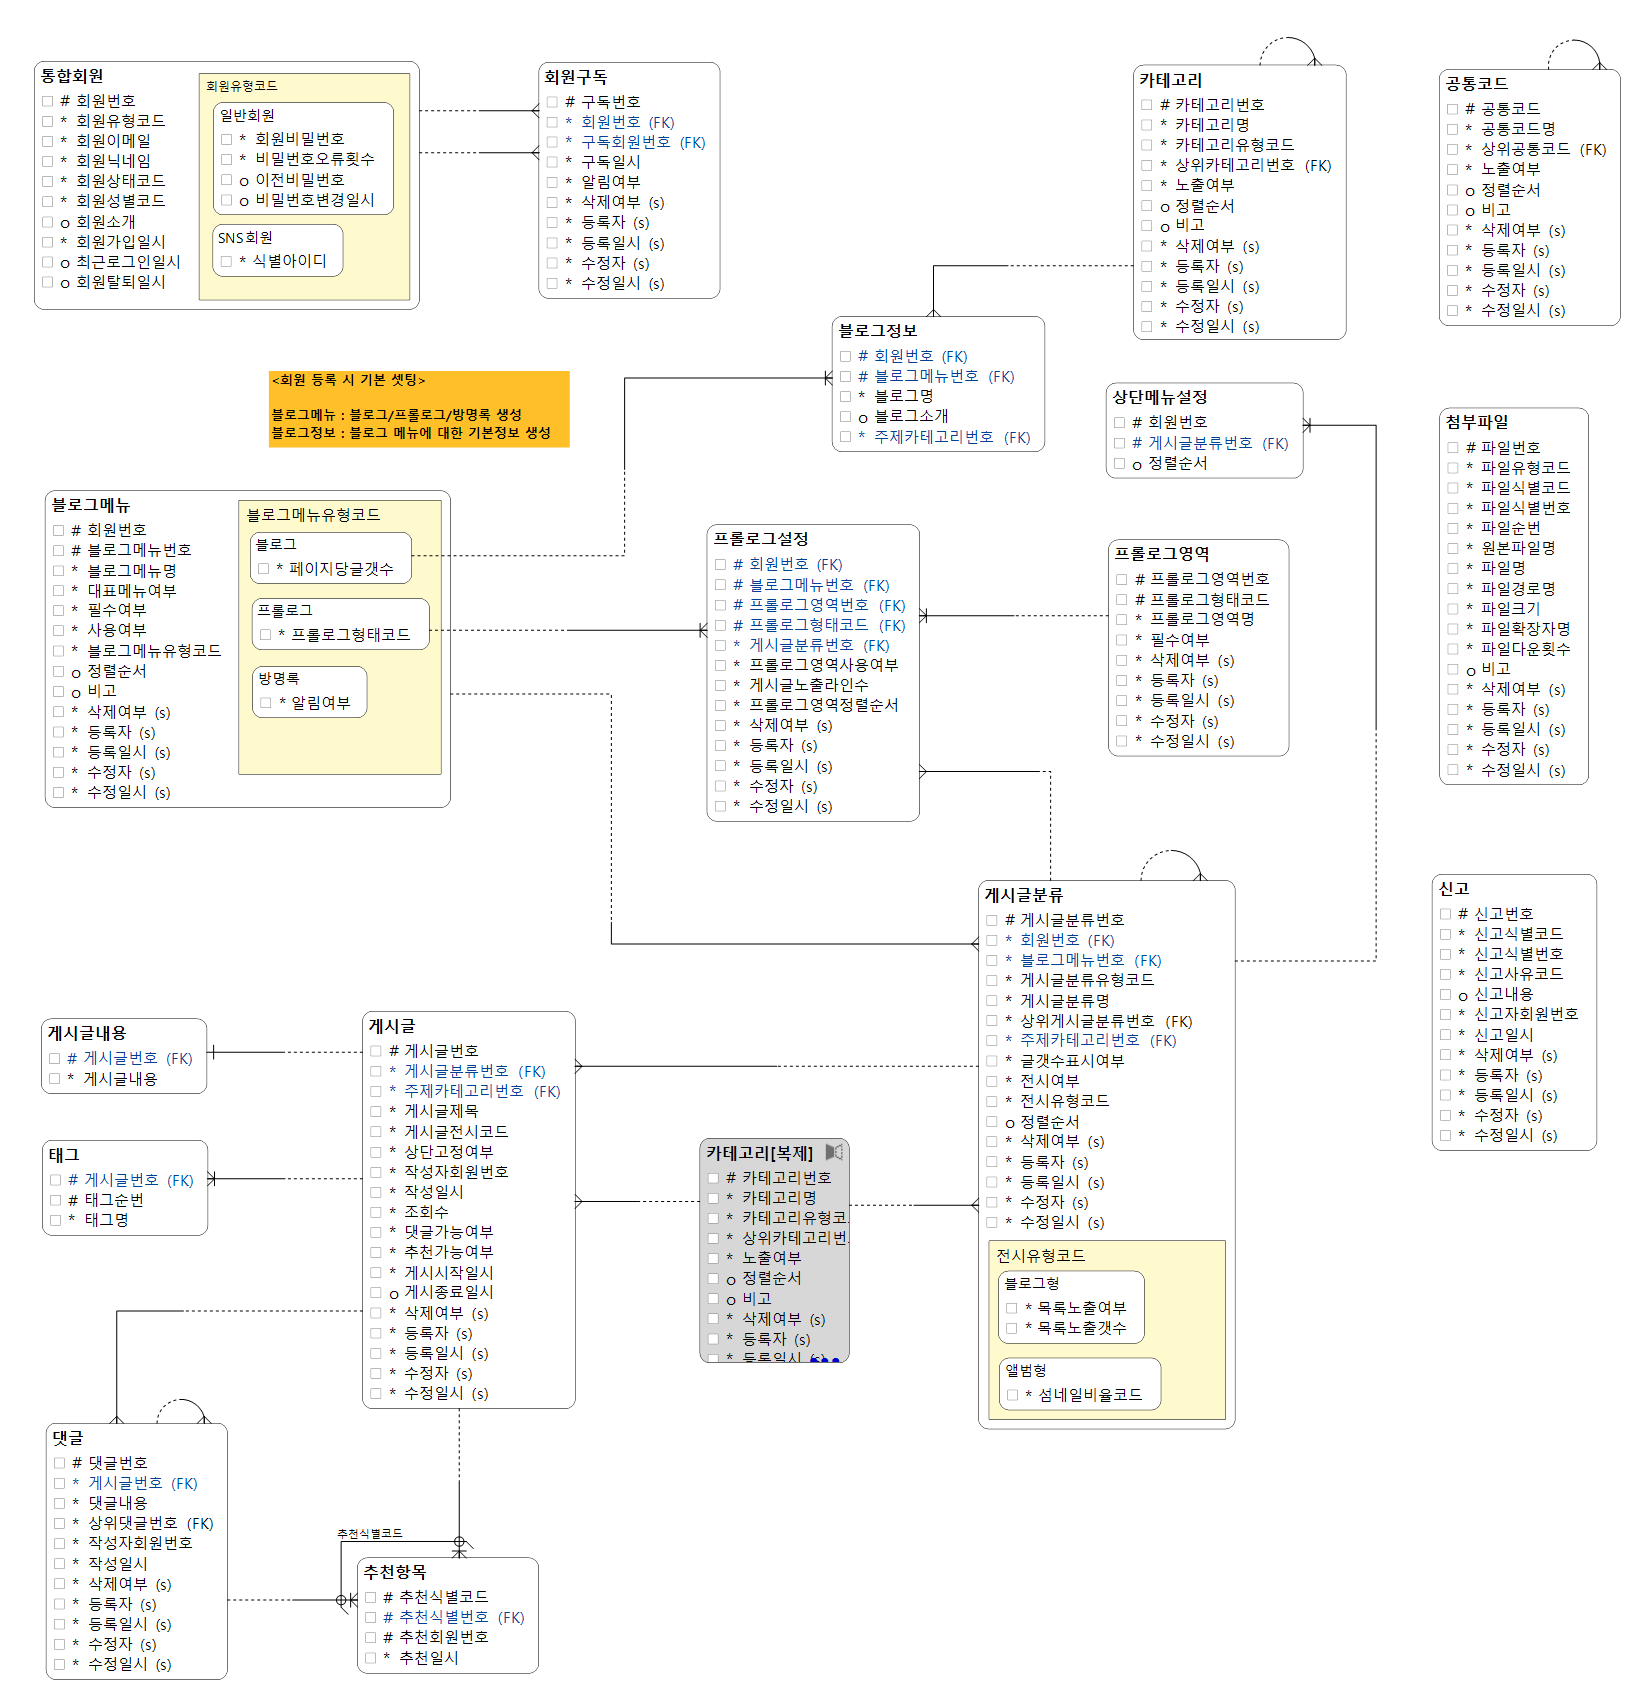 통합회원
# 회원번호
* 회원유형코드
* 회원이메일
* 회원닉네임
* 회원상태코드
* 회원성별코드
o 회원소개
* 회원가입일시
o 최근로그인일시
o 회원탈퇴일시
회원유형코드
일반회원
* 회원비밀번호
* 비밀번호오류횟수
o 이전비밀번호
o 비밀번호변경일시
SNS회원
* 식별아이디
회원구독
# 구독번호
* 회원번호 (FK)
* 구독회원번호 (FK)
* 구독일시
* 알림여부
* 삭제여부 (s)
* 등록자 (s)
* 등록일시 (s)
* 수정자 (s)
* 수정일시 (s)
카테고리
# 카테고리번호
* 카테고리명
* 카테고리유형코드
* 상위카테고리번호 (FK)
* 노출여부
o 정렬순서
o 비고
* 삭제여부 (s)
* 등록자 (s)
* 등록일시 (s)
* 수정자 (s)
* 수정일시 (s)
공통코드
# 공통코드
* 공통코드명
* 상위공통코드 (FK)
* 노출여부
o 정렬순서
o 비고
* 삭제여부 (s)
* 등록자 (s)
* 등록일시 (s)
* 수정자 (s)
* 수정일시 (s)
블로그정보
# 회원번호 (FK)
# 블로그메뉴번호 (FK)
* 블로그명
o 블로그소개
* 주제카테고리번호 (FK)
<회원 등록 시 기본 셋팅>
블로그메뉴 : 블로그/프롤로그/방명록 생성
블로그정보 : 블로그 메뉴에 대한 기본정보 생성
상단메뉴설정
# 회원번호
# 게시글분류번호 (FK)
o 정렬순서
첨부파일
# 파일번호
* 파일유형코드
* 파일식별코드
* 파일식별번호
* 파일순번
* 원본파일명
* 파일명
* 파일경로명
* 파일크기
* 파일확장자명
* 파일다운횟수
o 비고
* 삭제여부 (s)
* 등록자 (s)
* 등록일시 (s)
* 수정자 (s)
* 수정일시 (s)
블로그메뉴
# 회원번호
# 블로그메뉴번호
* 블로그메뉴명
* 대표메뉴여부
* 필수여부
* 사용여부
* 블로그메뉴유형코드
o 정렬순서
o 비고
* 삭제여부 (s)
* 등록자 (s)
* 등록일시 (s)
* 수정자 (s)
* 수정일시 (s)
블로그메뉴유형코드
블로그
* 페이지당글갯수
프롤로그
* 프롤로그형태코드
방명록
* 알림여부
프롤로그설정
# 회원번호 (FK)
# 블로그메뉴번호 (FK)
# 프롤로그영역번호 (FK)
# 프롤로그형태코드 (FK)
* 게시글분류번호 (FK)
* 프롤로그영역사용여부
* 게시글노출라인수
* 프롤로그영역정렬순서
* 삭제여부 (s)
* 등록자 (s)
* 등록일시 (s)
* 수정자 (s)
* 수정일시 (s)
프롤로그영역
# 프롤로그영역번호
# 프롤로그형태코드
* 프롤로그영역명
* 필수여부
* 삭제여부 (s)
* 등록자 (s)
* 등록일시 (s)
* 수정자 (s)
* 수정일시 (s)
게시글분류
# 게시글분류번호
* 회원번호 (FK)
* 블로그메뉴번호 (FK)
* 게시글분류유형코드
* 게시글분류명
* 상위게시글분류번호 (FK)
* 주제카테고리번호 (FK)
* 글갯수표시여부
* 전시여부
* 전시유형코드
o 정렬순서
* 삭제여부 (s)
* 등록자 (s)
* 등록일시 (s)
* 수정자 (s)
* 수정일시 (s)
전시유형코드
블로그형
* 목록노출여부
* 목록노출갯수
앨범형
* 섬네일비율코드
신고
# 신고번호
* 신고식별코드
* 신고식별번호
* 신고사유코드
o 신고내용
* 신고자회원번호
* 신고일시
* 삭제여부 (s)
* 등록자 (s)
* 등록일시 (s)
* 수정자 (s)
* 수정일시 (s)
게시글내용
# 게시글번호 (FK)
* 게시글내용
태그
# 게시글번호 (FK)
# 태그순번
* 태그명
게시글
# 게시글번호
* 게시글분류번호 (FK)
* 주제카테고리번호 (FK)
* 게시글제목
* 게시글전시코드
* 상단고정여부
* 작성자회원번호
* 작성일시
* 조회수
* 댓글가능여부
* 추천가능여부
* 게시시작일시
o 게시종료일시
* 삭제여부 (s)
* 등록자 (s)
* 등록일시 (s)
* 수정자 (s)
* 수정일시 (s)
카테고리[복제]
# 카테고리번호
* 카테고리명
* 카테고리유형코..
* 상위카테고리번..
* 노출여부
o 정렬순서
o 비고
* 삭제여부 (s)
* 등록자 (s)
* 등록일시 (s)
댓글
# 댓글번호
* 게시글번호 (FK)
* 댓글내용
* 상위댓글번호 (FK)
* 작성자회원번호
* 작성일시
* 삭제여부 (s)
* 등록자 (s)
* 등록일시 (s)
* 수정자 (s)
* 수정일시 (s)
추천식별코드
추천항목
# 추천식별코드
# 추천식별번호 (FK)
# 추천회원번호
* 추천일시